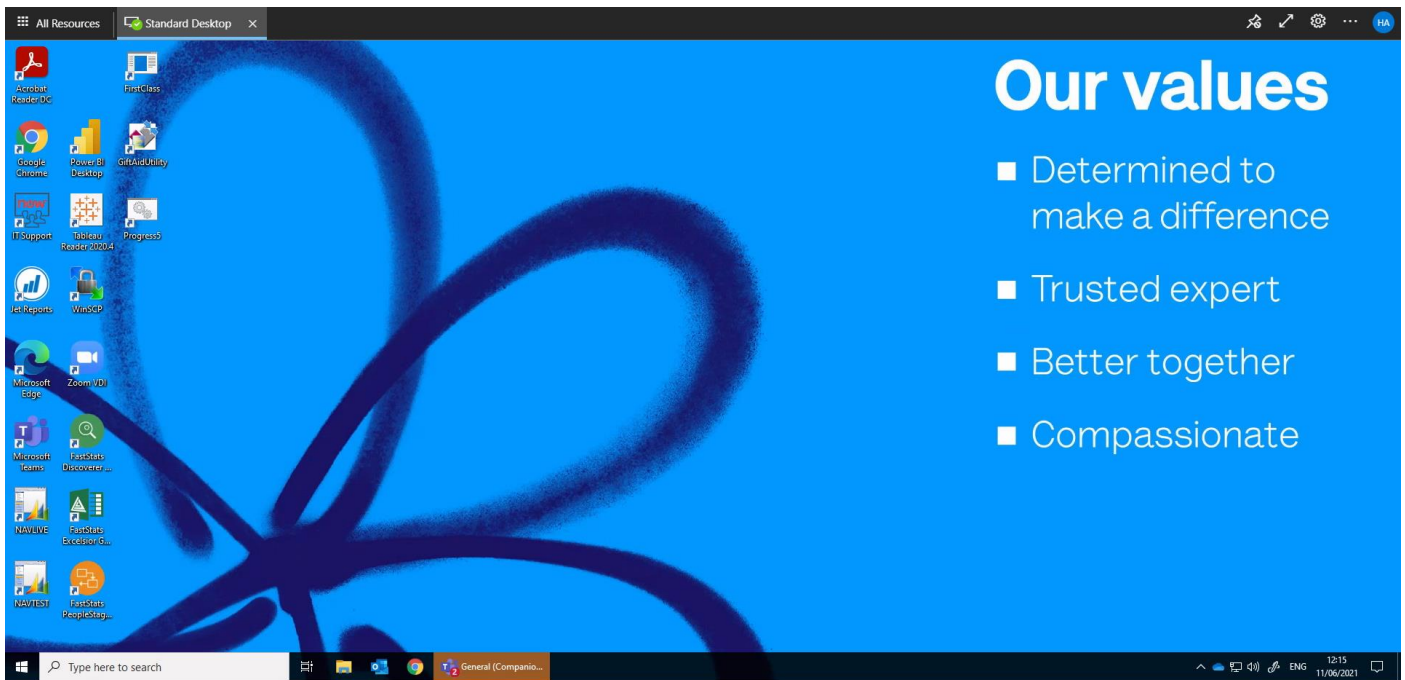 All Resources
Standard Desktop
HA
Acrobat
Reader DC
FirstClass
Google
Chrome
Power BI
Desktop
GiftAidUtility
IT Support
Tableau
Reader 2020.4
Progress5
Jet Reports
WinSCP
Microsoft
Edge
Zoom VDI
Microsoft
Teams
FastStats
Discoverer ...
NAVLIVE
FastStats
Excelsior G...
NAVTEST
FastStats
PeopleStag...
Our values
Determined to
make a difference
Trusted expert
Better together
Compassionate
Type here to search
2
General (Companio...
ENG
12:15
11/06/2021